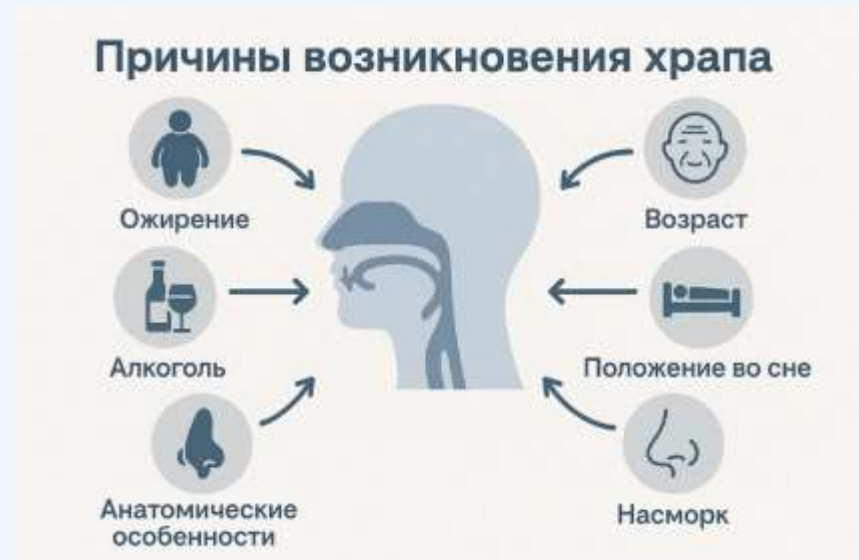 Причины возникновения храпа
Ожирение
Возраст
Алкоголь
Положение во сне
Анатомические
особенности
Насморк